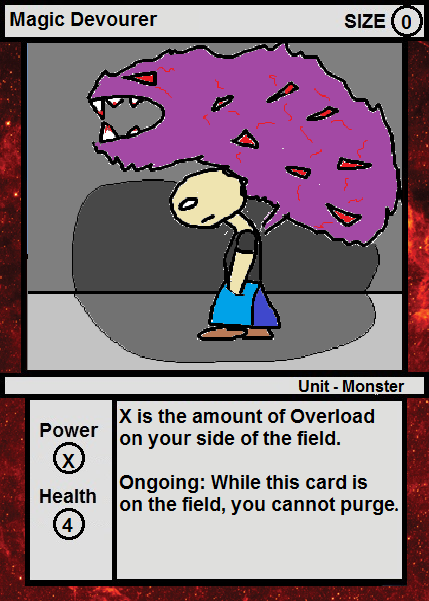 Magic Devourer
SIZE 0
Unit - Monster
Power
X
Health
4
X is the amount of Overload
on your side of the field.
Ongoing: While this card is
on the field, you cannot purge.